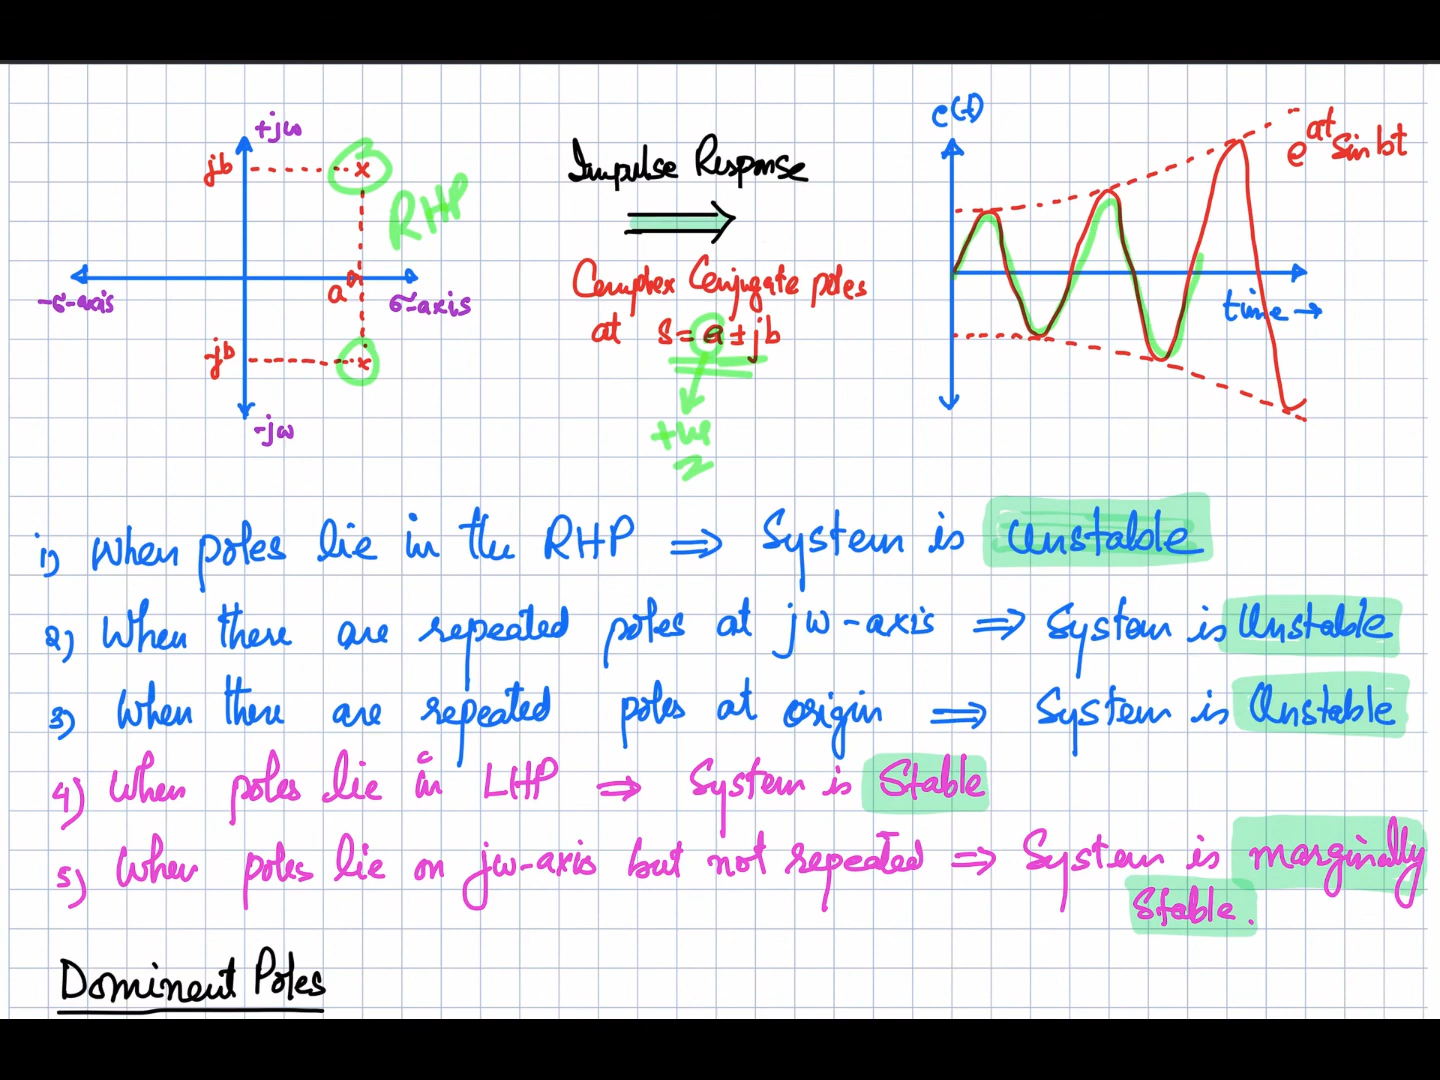 +jω
jb
RHP
-σ-axis
a
σ-axis
-jb
-jω
Impulse Response
Complex Conjugate poles
at s = a ± jb
+ve
c(t)
e^at sin bt
time →
1) When poles lie in the RHP ⇒ System is Unstable
2) When there are repeated poles at jw-axis ⇒ System is Unstable
3) When there are repeated poles at origin ⇒ System is Unstable
4) When poles lie in LHP ⇒ System is Stable
5) When poles lie on jw-axis but not repeated ⇒ System is marginally
Stable.
Dominent Poles